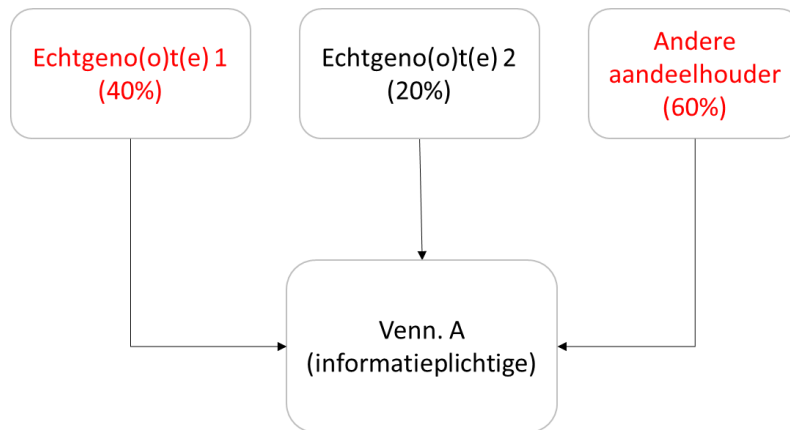 Echtgeno(o)t(e) 1
(40%)
Echtgeno(o)t(e) 2
(20%)
Andere
aandeelhouder
(60%)
Venn. A
(informatieplichtige)